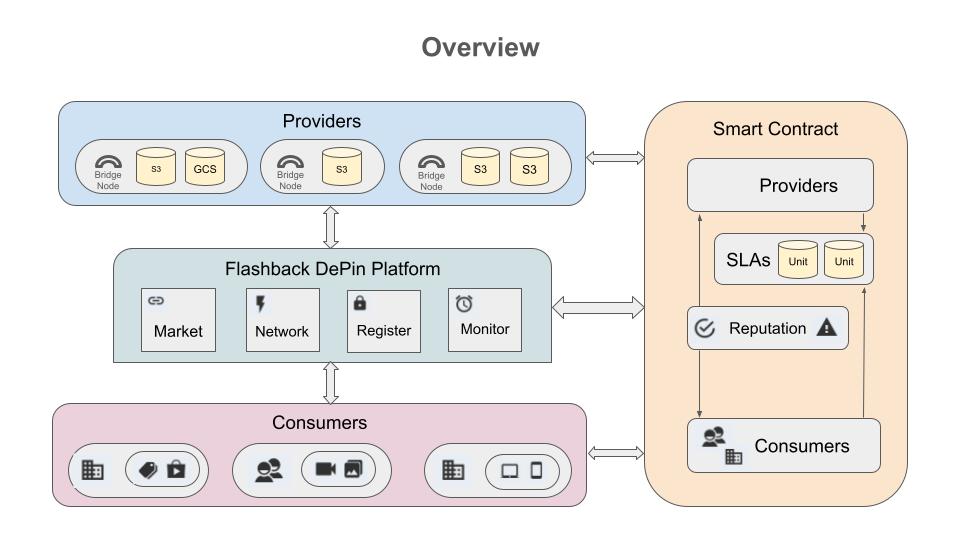 Overview
Providers
Bridge
Node
S3
GCS
Bridge
Node
S3
Bridge
Node
S3
S3
Flashback DePin Platform
Market
Network
Register
Monitor
Consumers
Smart Contract
Providers
SLAs
Unit
Unit
Reputation
Consumers